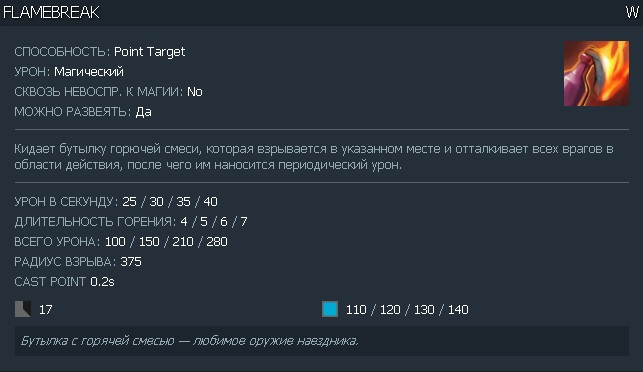 FLAMEBREAK W
СПОСОБНОСТЬ: Point Target
УРОН: Магический
СКВОЗЬ НЕВОСПР. К МАГИИ: No
МОЖНО РАЗВЕЯТЬ: Да
Кидает бутылку горючей смеси, которая взрывается в указанном месте и отталкивает всех врагов в
области действия, после чего им наносится периодический урон.
УРОН В СЕКУНДУ: 25 / 30 / 35 / 40
ДЛИТЕЛЬНОСТЬ ГОРЕНИЯ: 4 / 5 / 6 / 7
ВСЕГО УРОНА: 100 / 150 / 210 / 280
РАДИУС ВЗРЫВА: 375
CAST POINT 0.2s
17 110 / 120 / 130 / 140
Бутылка с горячей смесью — любимое оружие наездника.